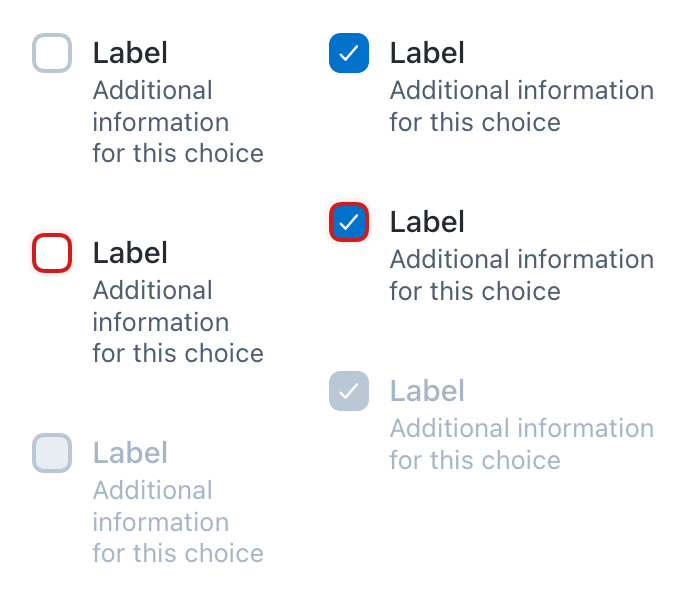 Label
Additional
information
for this choice
Label
Additional
information
for this choice
Label
Additional
information
for this choice
Label
Additional information
for this choice
Label
Additional information
for this choice
Label
Additional information
for this choice